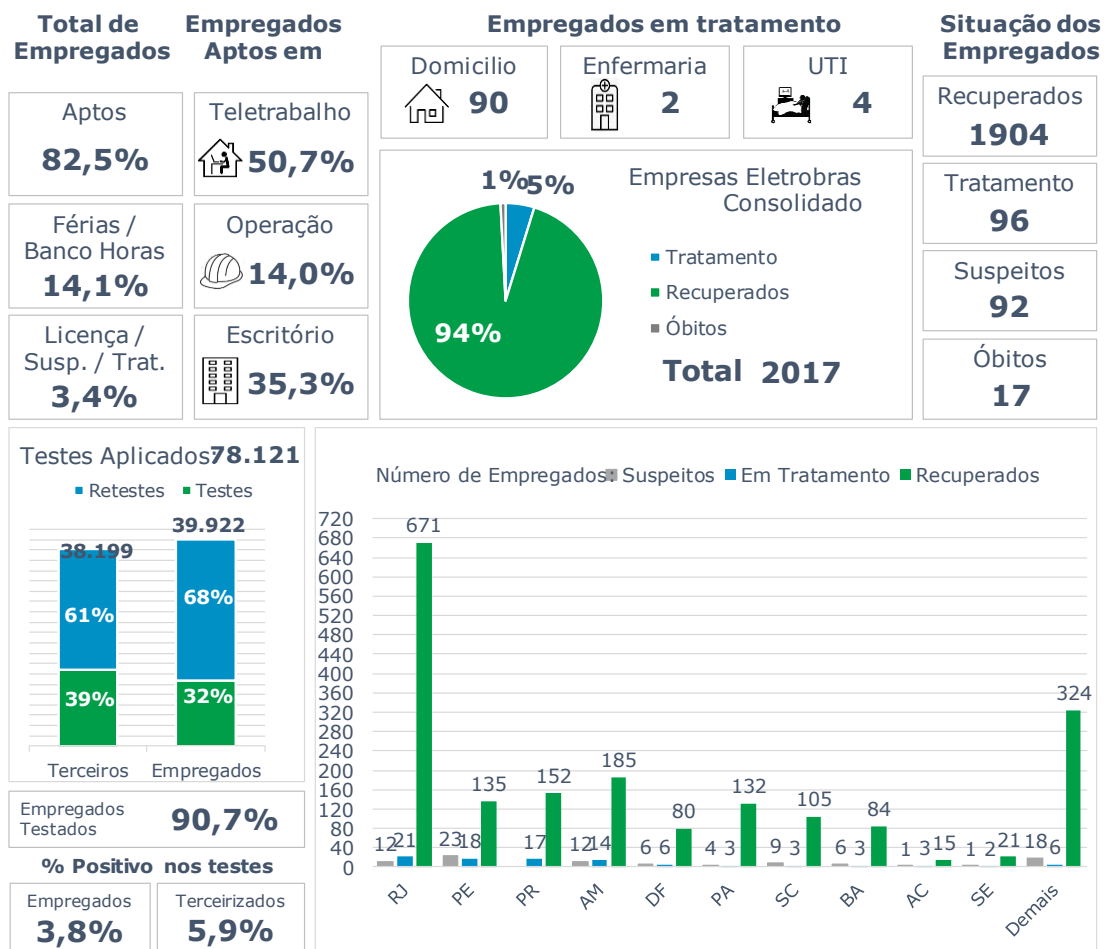 Total de
Empregados
Empregados
Aptos em
Empregados em tratamento
Situação dos
Empregados
Aptos
82,5%
Férias /
Banco Horas
14,1%
Licença /
Susp. / Trat.
3,4%
Teletrabalho
50,7%
Operação
14,0%
Escritório
35,3%
Domicilio
90
Enfermaria
2
UTI
4
Empresas Eletrobras
Consolidado
1%
5%
94%
Tratamento
Recuperados
Óbitos
Total 2017
Recuperados
1904
Tratamento
96
Suspeitos
92
Óbitos
17
Testes Aplicados: 78.121
Retestes Testes
38.199
39.922
61%
68%
39%
32%
Terceiros Empregados
Empregados
Testados
90,7%
% Positivo nos testes
Empregados
3,8%
Terceirizados
5,9%
Número de Empregados: Suspeitos Em Tratamento Recuperados
720
680
640
600
560
520
480
440
400
360
320
280
240
200
160
120
80
40
0
12 21 671
23 18 135
17 152
12 14 185
6 6 80
4 3 132
9 3 105
6 3 84
1 3 15
1 2 21
18 6 324
RJ PE PR AM DF PA SC BA AC SE Demais